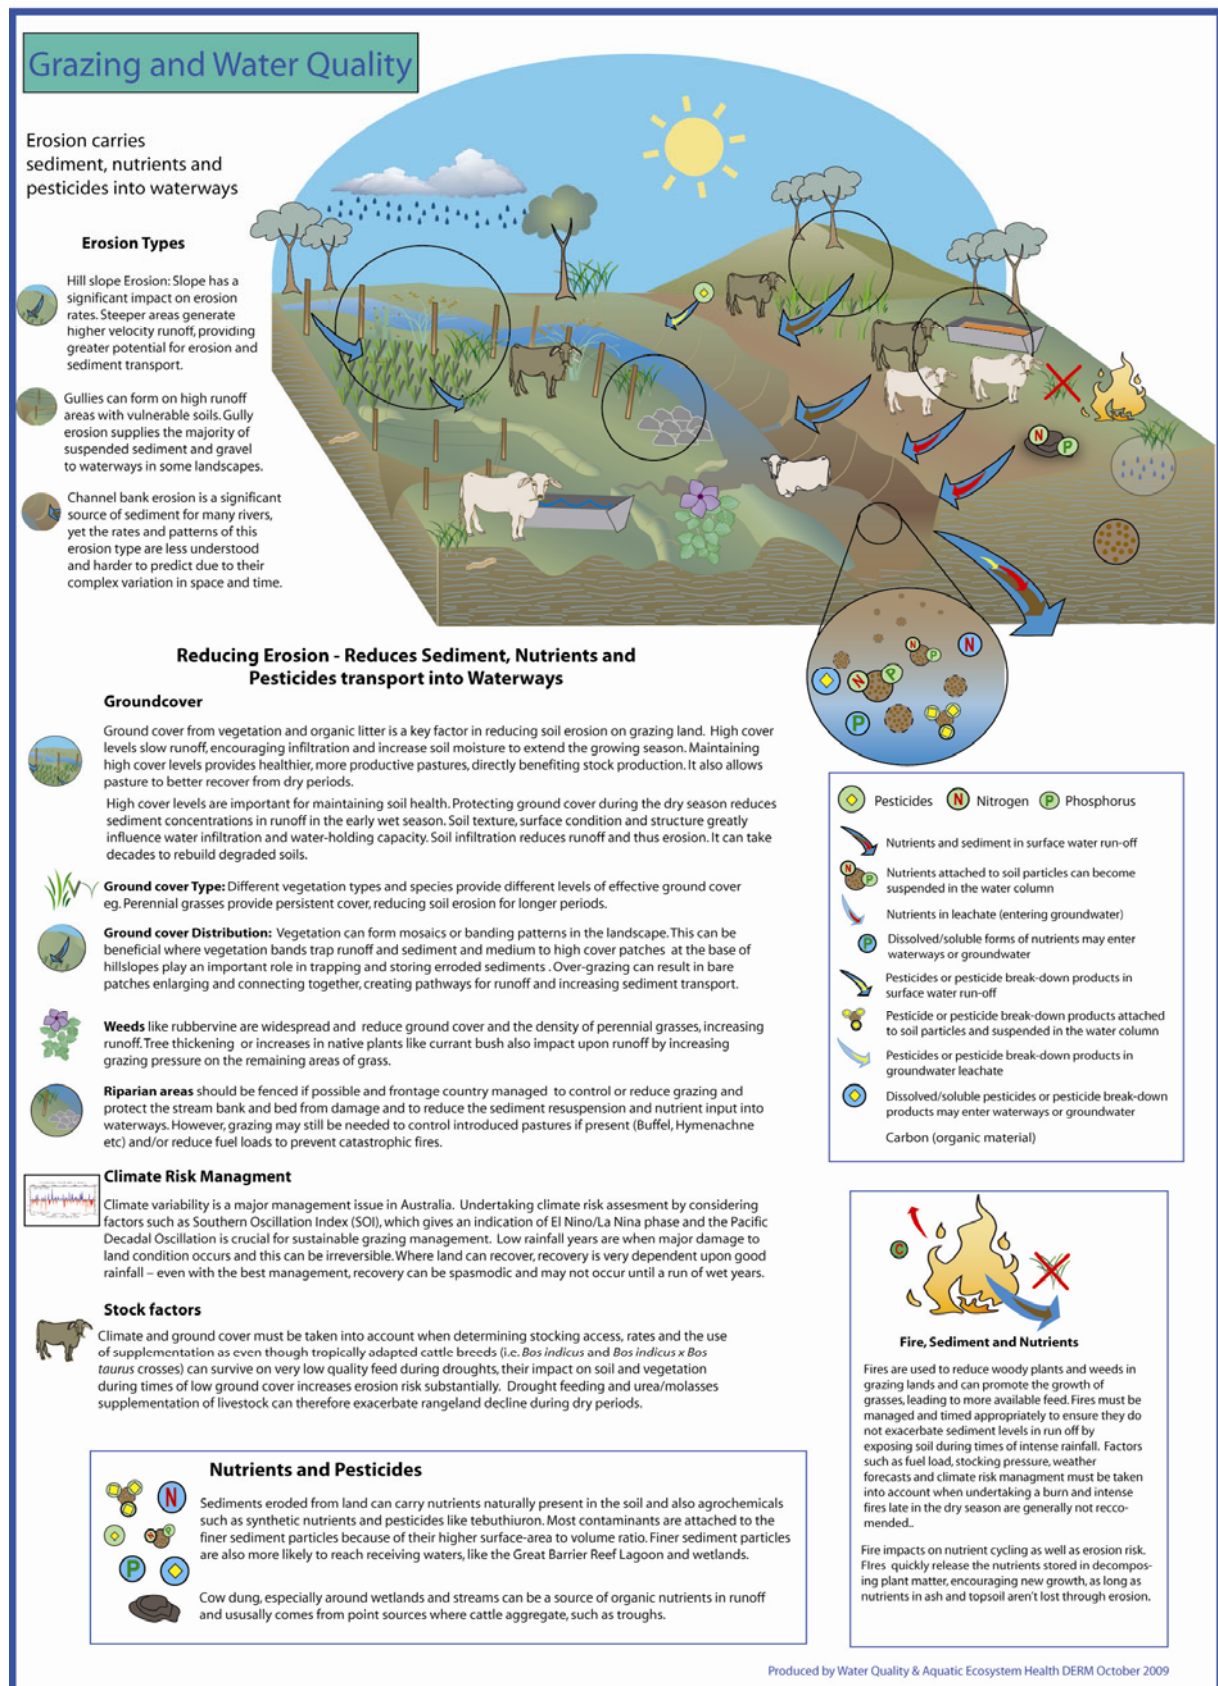 Grazing and Water Quality
Erosion carries
sediment, nutrients and
pesticides into waterways
Erosion Types
Hill slope Erosion: Slope has a
significant impact on erosion
rates. Steeper areas generate
higher velocity runoff, providing
greater potential for erosion and
sediment transport.
Gullies can form on high runoff
areas with vulnerable soils. Gully
erosion supplies the majority of
suspended sediment and gravel
to waterways in some landscapes.
Channel bank erosion is a significant
source of sediment for many rivers,
yet the rates and patterns of this
erosion type are less understood
and harder to predict due to their
complex variation in space and time.
N
P
N
P
N
N
P
P
Reducing Erosion - Reduces Sediment, Nutrients and
Pesticides transport into Waterways
Groundcover
Ground cover from vegetation and organic litter is a key factor in reducing soil erosion on grazing land. High cover
levels slow runoff, encouraging infiltration and increase soil moisture to extend the growing season. Maintaining
high cover levels provides healthier, more productive pastures, directly benefiting stock production. It also allows
pasture to better recover from dry periods.
High cover levels are important for maintaining soil health. Protecting ground cover during the dry season reduces
sediment concentrations in runoff in the early wet season. Soil texture, surface condition and structure greatly
influence water infiltration and water-holding capacity. Soil infiltration reduces runoff and thus erosion. It can take
decades to rebuild degraded soils.
Ground cover Type: Different vegetation types and species provide different levels of effective ground cover
eg. Perennial grasses provide persistent cover, reducing soil erosion for longer periods.
Ground cover Distribution: Vegetation can form mosaics or banding patterns in the landscape. This can be
beneficial where vegetation bands trap runoff and sediment and medium to high cover patches at the base of
hillslopes play an important role in trapping and storing erroded sediments . Over-grazing can result in bare
patches enlarging and connecting together, creating pathways for runoff and increasing sediment transport.
Weeds like rubbervine are widespread and reduce ground cover and the density of perennial grasses, increasing
runoff. Tree thickening or increases in native plants like currant bush also impact upon runoff by increasing
grazing pressure on the remaining areas of grass.
Riparian areas should be fenced if possible and frontage country managed to control or reduce grazing and
protect the stream bank and bed from damage and to reduce the sediment resuspension and nutrient input into
waterways. However, grazing may still be needed to control introduced pastures if present (Buffel, Hymenachne
etc) and/or reduce fuel loads to prevent catastrophic fires.
Climate Risk Managment
Climate variability is a major management issue in Australia. Undertaking climate risk assesment by considering
factors such as Southern Oscillation Index (SOI), which gives an indication of El Nino/La Nina phase and the Pacific
Decadal Oscillation is crucial for sustainable grazing management. Low rainfall years are when major damage to
land condition occurs and this can be irreversible. Where land can recover, recovery is very dependent upon good
rainfall – even with the best management, recovery can be spasmodic and may not occur until a run of wet years.
Stock factors
Climate and ground cover must be taken into account when determining stocking access, rates and the use
of supplementation as even though tropically adapted cattle breeds (i.e. Bos indicus and Bos indicus x Bos
taurus crosses) can survive on very low quality feed during droughts, their impact on soil and vegetation
during times of low ground cover increases erosion risk substantially. Drought feeding and urea/molasses
supplementation of livestock can therefore exacerbate rangeland decline during dry periods.
Nutrients and Pesticides
N
N
P
P
Sediments eroded from land can carry nutrients naturally present in the soil and also agrochemicals
such as synthetic nutrients and pesticides like tebuthiuron. Most contaminants are attached to the
finer sediment particles because of their higher surface-area to volume ratio. Finer sediment particles
are also more likely to reach receiving waters, like the Great Barrier Reef Lagoon and wetlands.
Cow dung, especially around wetlands and streams can be a source of organic nutrients in runoff
and ususally comes from point sources where cattle aggregate, such as troughs.
Pesticides N Nitrogen P Phosphorus
Nutrients and sediment in surface water run-off
N
P
Nutrients attached to soil particles can become
suspended in the water column
Nutrients in leachate (entering groundwater)
P
Dissolved/soluble forms of nutrients may enter
waterways or groundwater
Pesticides or pesticide break-down products in
surface water run-off
Pesticide or pesticide break-down products attached
to soil particles and suspended in the water column
Pesticides or pesticide break-down products in
groundwater leachate
Dissolved/soluble pesticides or pesticide break-down
products may enter waterways or groundwater
Carbon (organic material)
C
Fire, Sediment and Nutrients
Fires are used to reduce woody plants and weeds in
grazing lands and can promote the growth of
grasses, leading to more available feed. Fires must be
managed and timed appropriately to ensure they do
not exacerbate sediment levels in run off by
exposing soil during times of intense rainfall. Factors
such as fuel load, stocking pressure, weather
forecasts and climate risk managment must be taken
into account when undertaking a burn and intense
fires late in the dry season are generally not recco-
mended..
Fire impacts on nutrient cycling as well as erosion risk.
FIres quickly release the nutrients stored in decompos-
ing plant matter, encouraging new growth, as long as
nutrients in ash and topsoil aren't lost through erosion.
Produced by Water Quality & Aquatic Ecosystem Health DERM October 2009